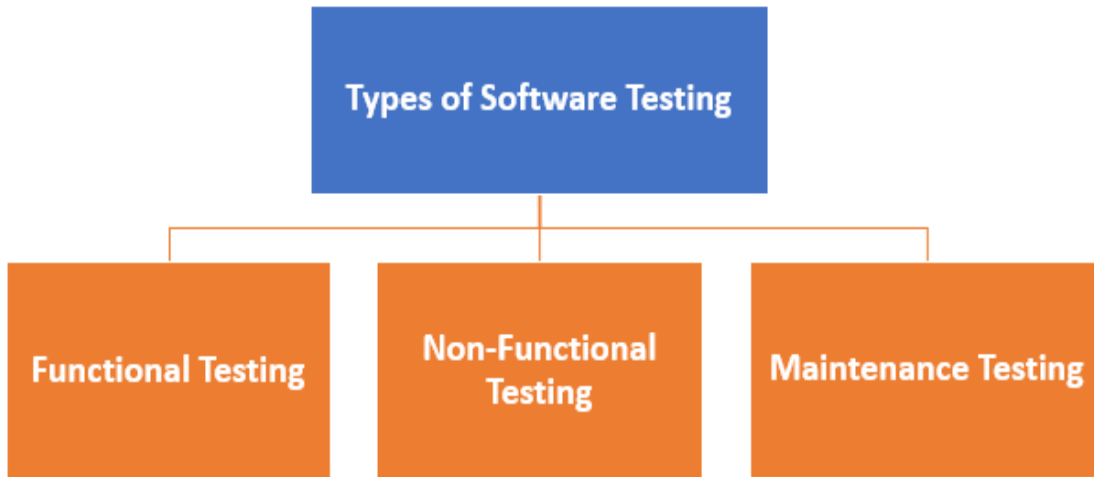 Types of Software Testing
Functional Testing
Non-Functional
Testing
Maintenance Testing